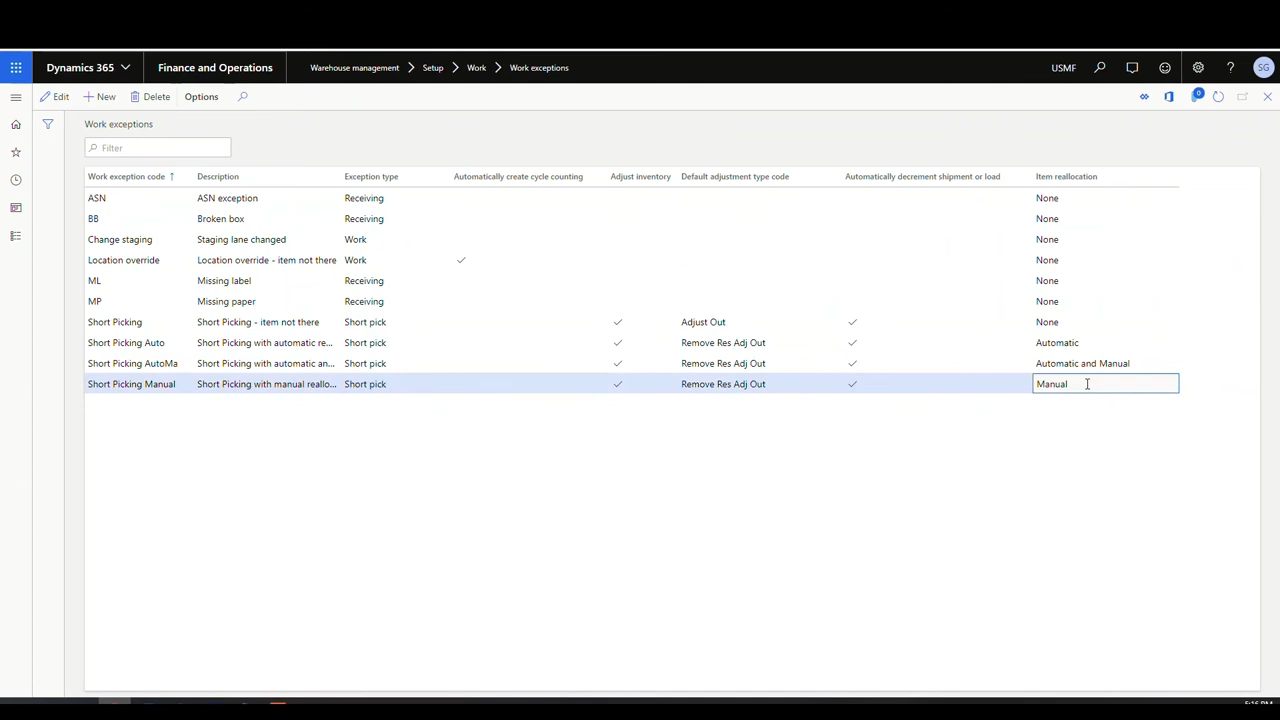 Dynamics 365 Finance and Operations Warehouse management Setup Work Work exceptions USMF ? SG
Edit New Delete Options 0
Work exceptions
Filter
Work exception code ↑ Description Exception type Automatically create cycle counting Adjust inventory Default adjustment type code Automatically decrement shipment or load Item reallocation
ASN ASN exception Receiving None
BB Broken box Receiving None
Change staging Staging lane changed Work None
Location override Location override - item not there Work None
ML Missing label Receiving None
MP Missing paper Receiving None
Short Picking Short Picking - item not there Short pick Adjust Out None
Short Picking Auto Short Picking with automatic re... Short pick Remove Res Adj Out Automatic
Short Picking AutoMa Short Picking with automatic an... Short pick Remove Res Adj Out Automatic and Manual
Short Picking Manual Short Picking with manual reallo... Short pick Remove Res Adj Out Manual